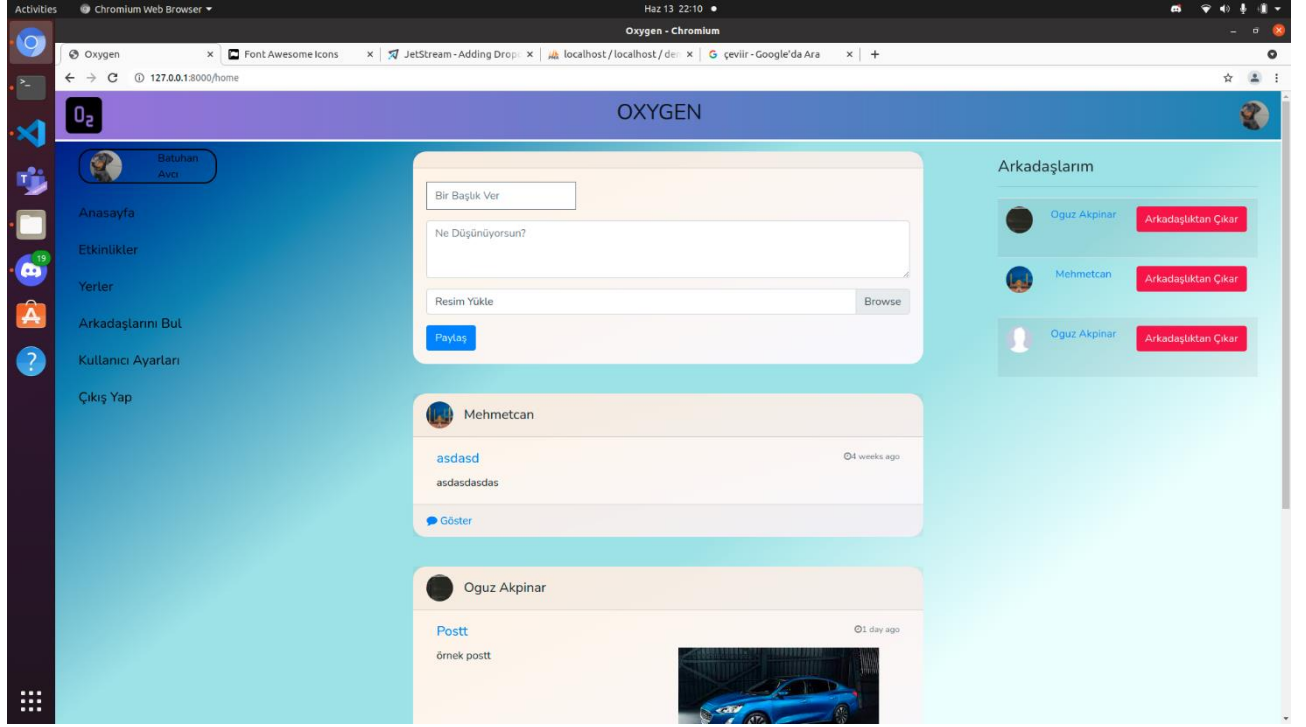 Activities Chromium Web Browser Haz 13 22:10
Oxygen - Chromium
Oxygen Font Awesome Icons JetStream - Adding Drop localhost / localhost / de çeviir - Google'da Ara
127.0.0.1:8000/home
O2 OXYGEN
Batuhan
Avcı
Anasayfa
Etkinlikler
Yerler
Arkadaşlarını Bul
Kullanıcı Ayarları
Çıkış Yap
19
Bir Başlık Ver
Ne Düşünüyorsun?
Resim Yükle Browse
Paylaş
Mehmetcan
asdasd 4 weeks ago
asdasdasdas
Göster
Oguz Akpinar
Postt 1 day ago
örnek postt
Arkadaşlarım
Oguz Akpinar Arkadaşlıktan Çıkar
Mehmetcan Arkadaşlıktan Çıkar
Oguz Akpinar Arkadaşlıktan Çıkar